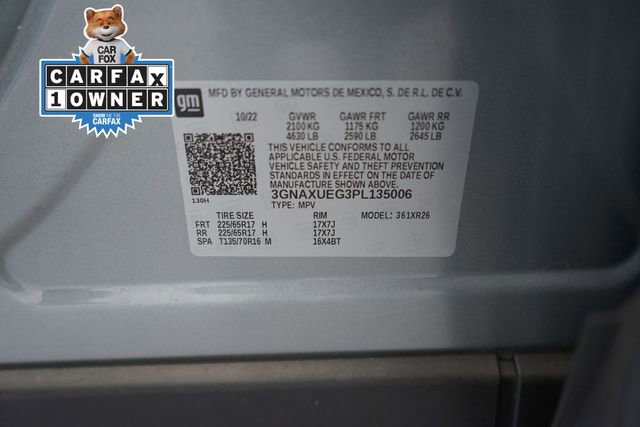 CAR
FOX
CARFAX
1 OWNER
SHOW ME THE
CARFAX
gm
MFD BY GENERAL MOTORS DE MEXICO, S. DE R.L. DE C.V.
10/22 GVWR GAWR FRT GAWR RR
2100 KG 1175 KG 1200 KG
4630 LB 2590 LB 2645 LB
THIS VEHICLE CONFORMS TO ALL
APPLICABLE U.S. FEDERAL MOTOR
VEHICLE SAFETY AND THEFT PREVENTION
STANDARDS IN EFFECT ON THE DATE OF
MANUFACTURE SHOWN ABOVE.
130H
3GNAXUEG3PL135006
TYPE: MPV MODEL: 361XR26
TIRE SIZE RIM
FRT 225/65R17 H 17X7J
RR 225/65R17 H 17X7J
SPA T135/70R16 M 16X4BT